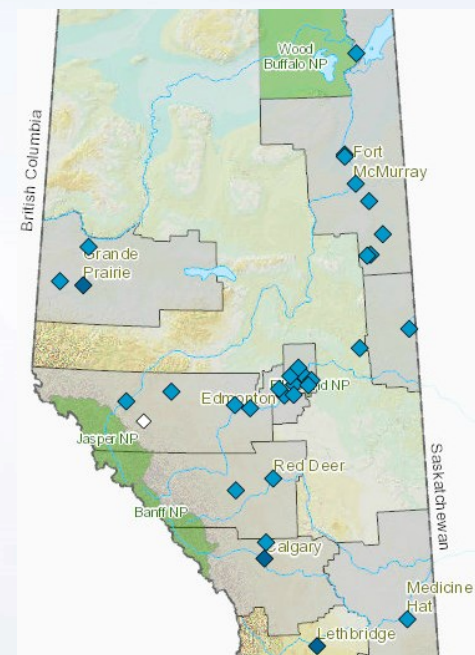 Wood
Buffalo NP
British Columbia
Fort
McMurray
Grande
Prairie
Edmonton
NP
Jasper NP
Red Deer
Saskatchewan
Banff NP
Calgary
Medicine
Hat
Lethbridge